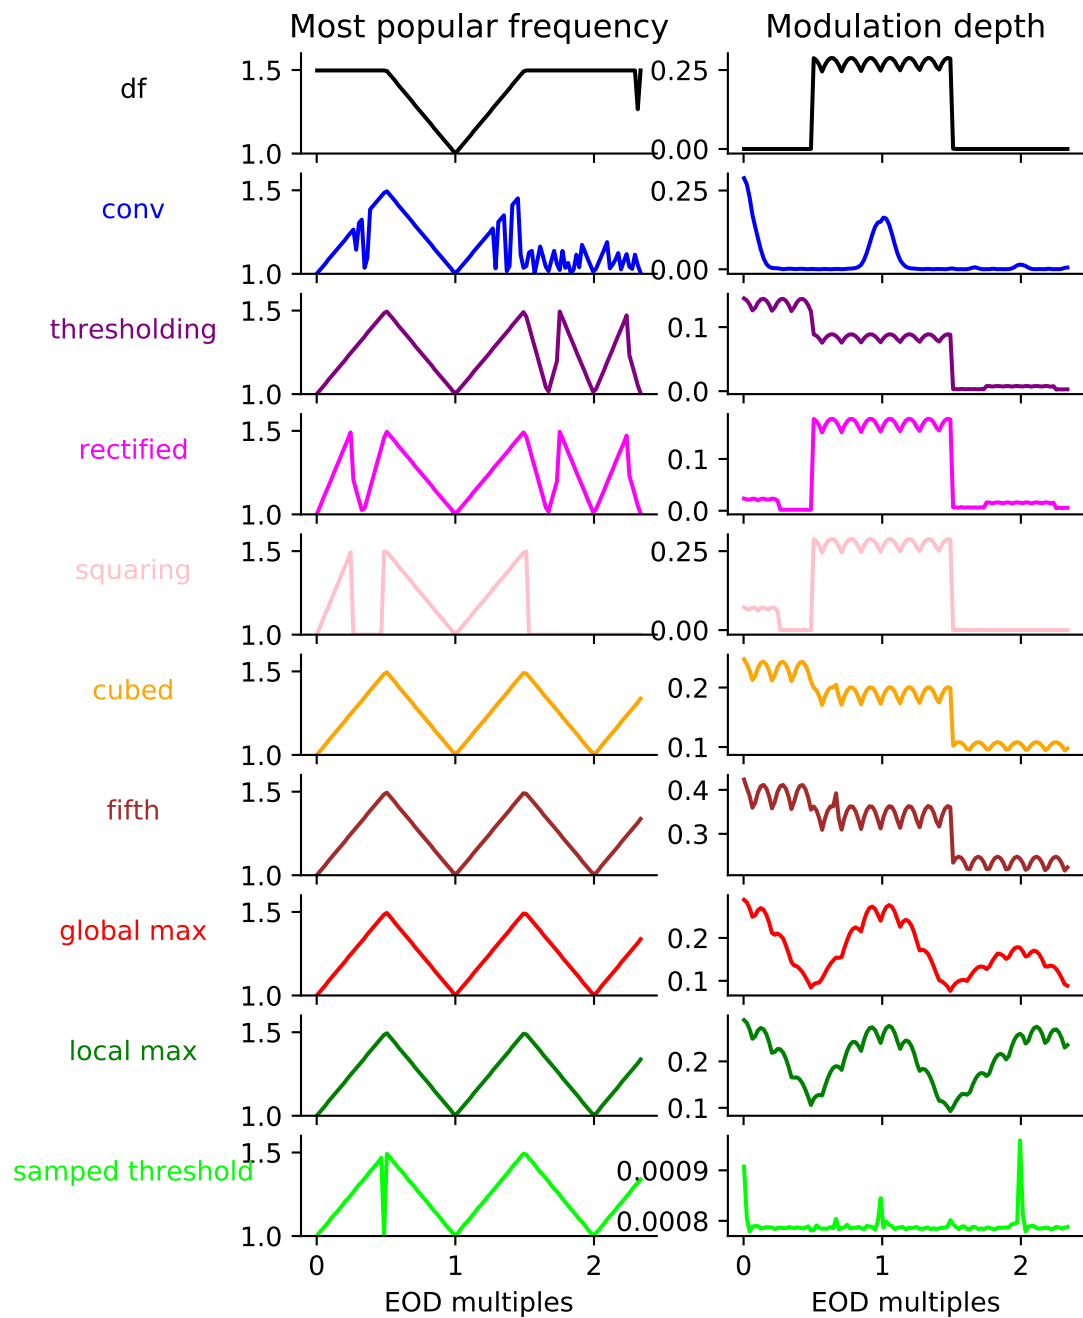 Most popular frequency
Modulation depth
df
1.5
1.0
0.25
0.00
conv
1.5
1.0
0.25
0.00
thresholding
1.5
1.0
0.1
0.0
rectified
1.5
1.0
0.1
0.0
squaring
1.5
1.0
0.25
0.00
cubed
1.5
1.0
0.2
0.1
fifth
1.5
1.0
0.4
0.3
global max
1.5
1.0
0.2
0.1
local max
1.5
1.0
0.2
0.1
samped threshold
1.5
1.0
0.0009
0.0008
0 1 2
0 1 2
EOD multiples
EOD multiples